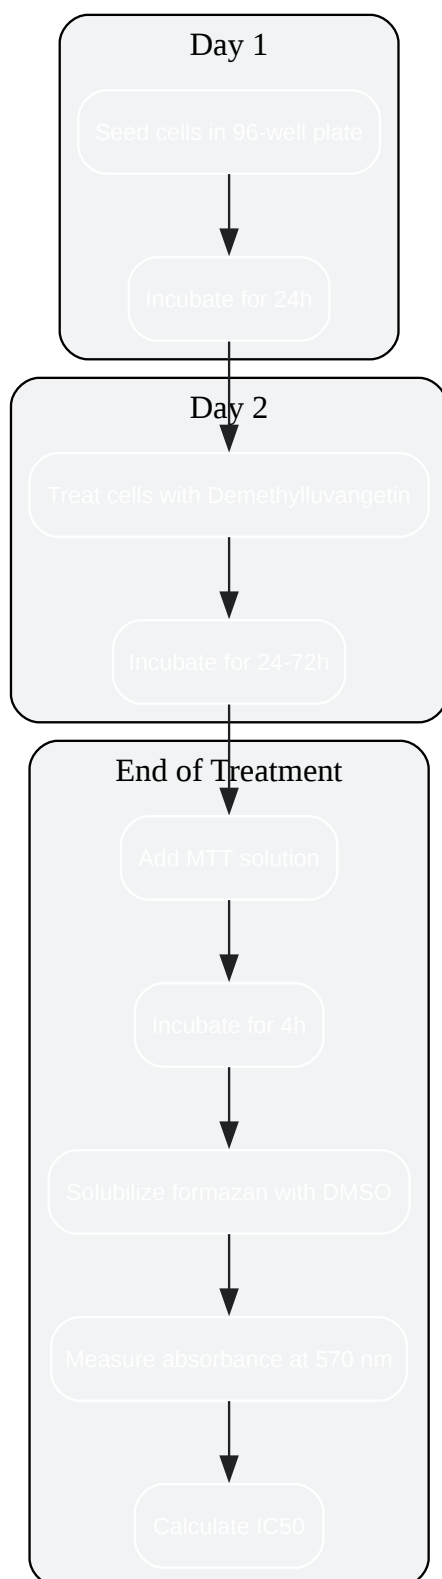 Day 1
Seed cells in 96-well plate
Incubate for 24h
Day 2
Treat cells with Demethylluvangetin
Incubate for 24-72h
End of Treatment
Add MTT solution
Incubate for 4h
Solubilize formazan with DMSO
Measure absorbance at 570 nm
Calculate IC50